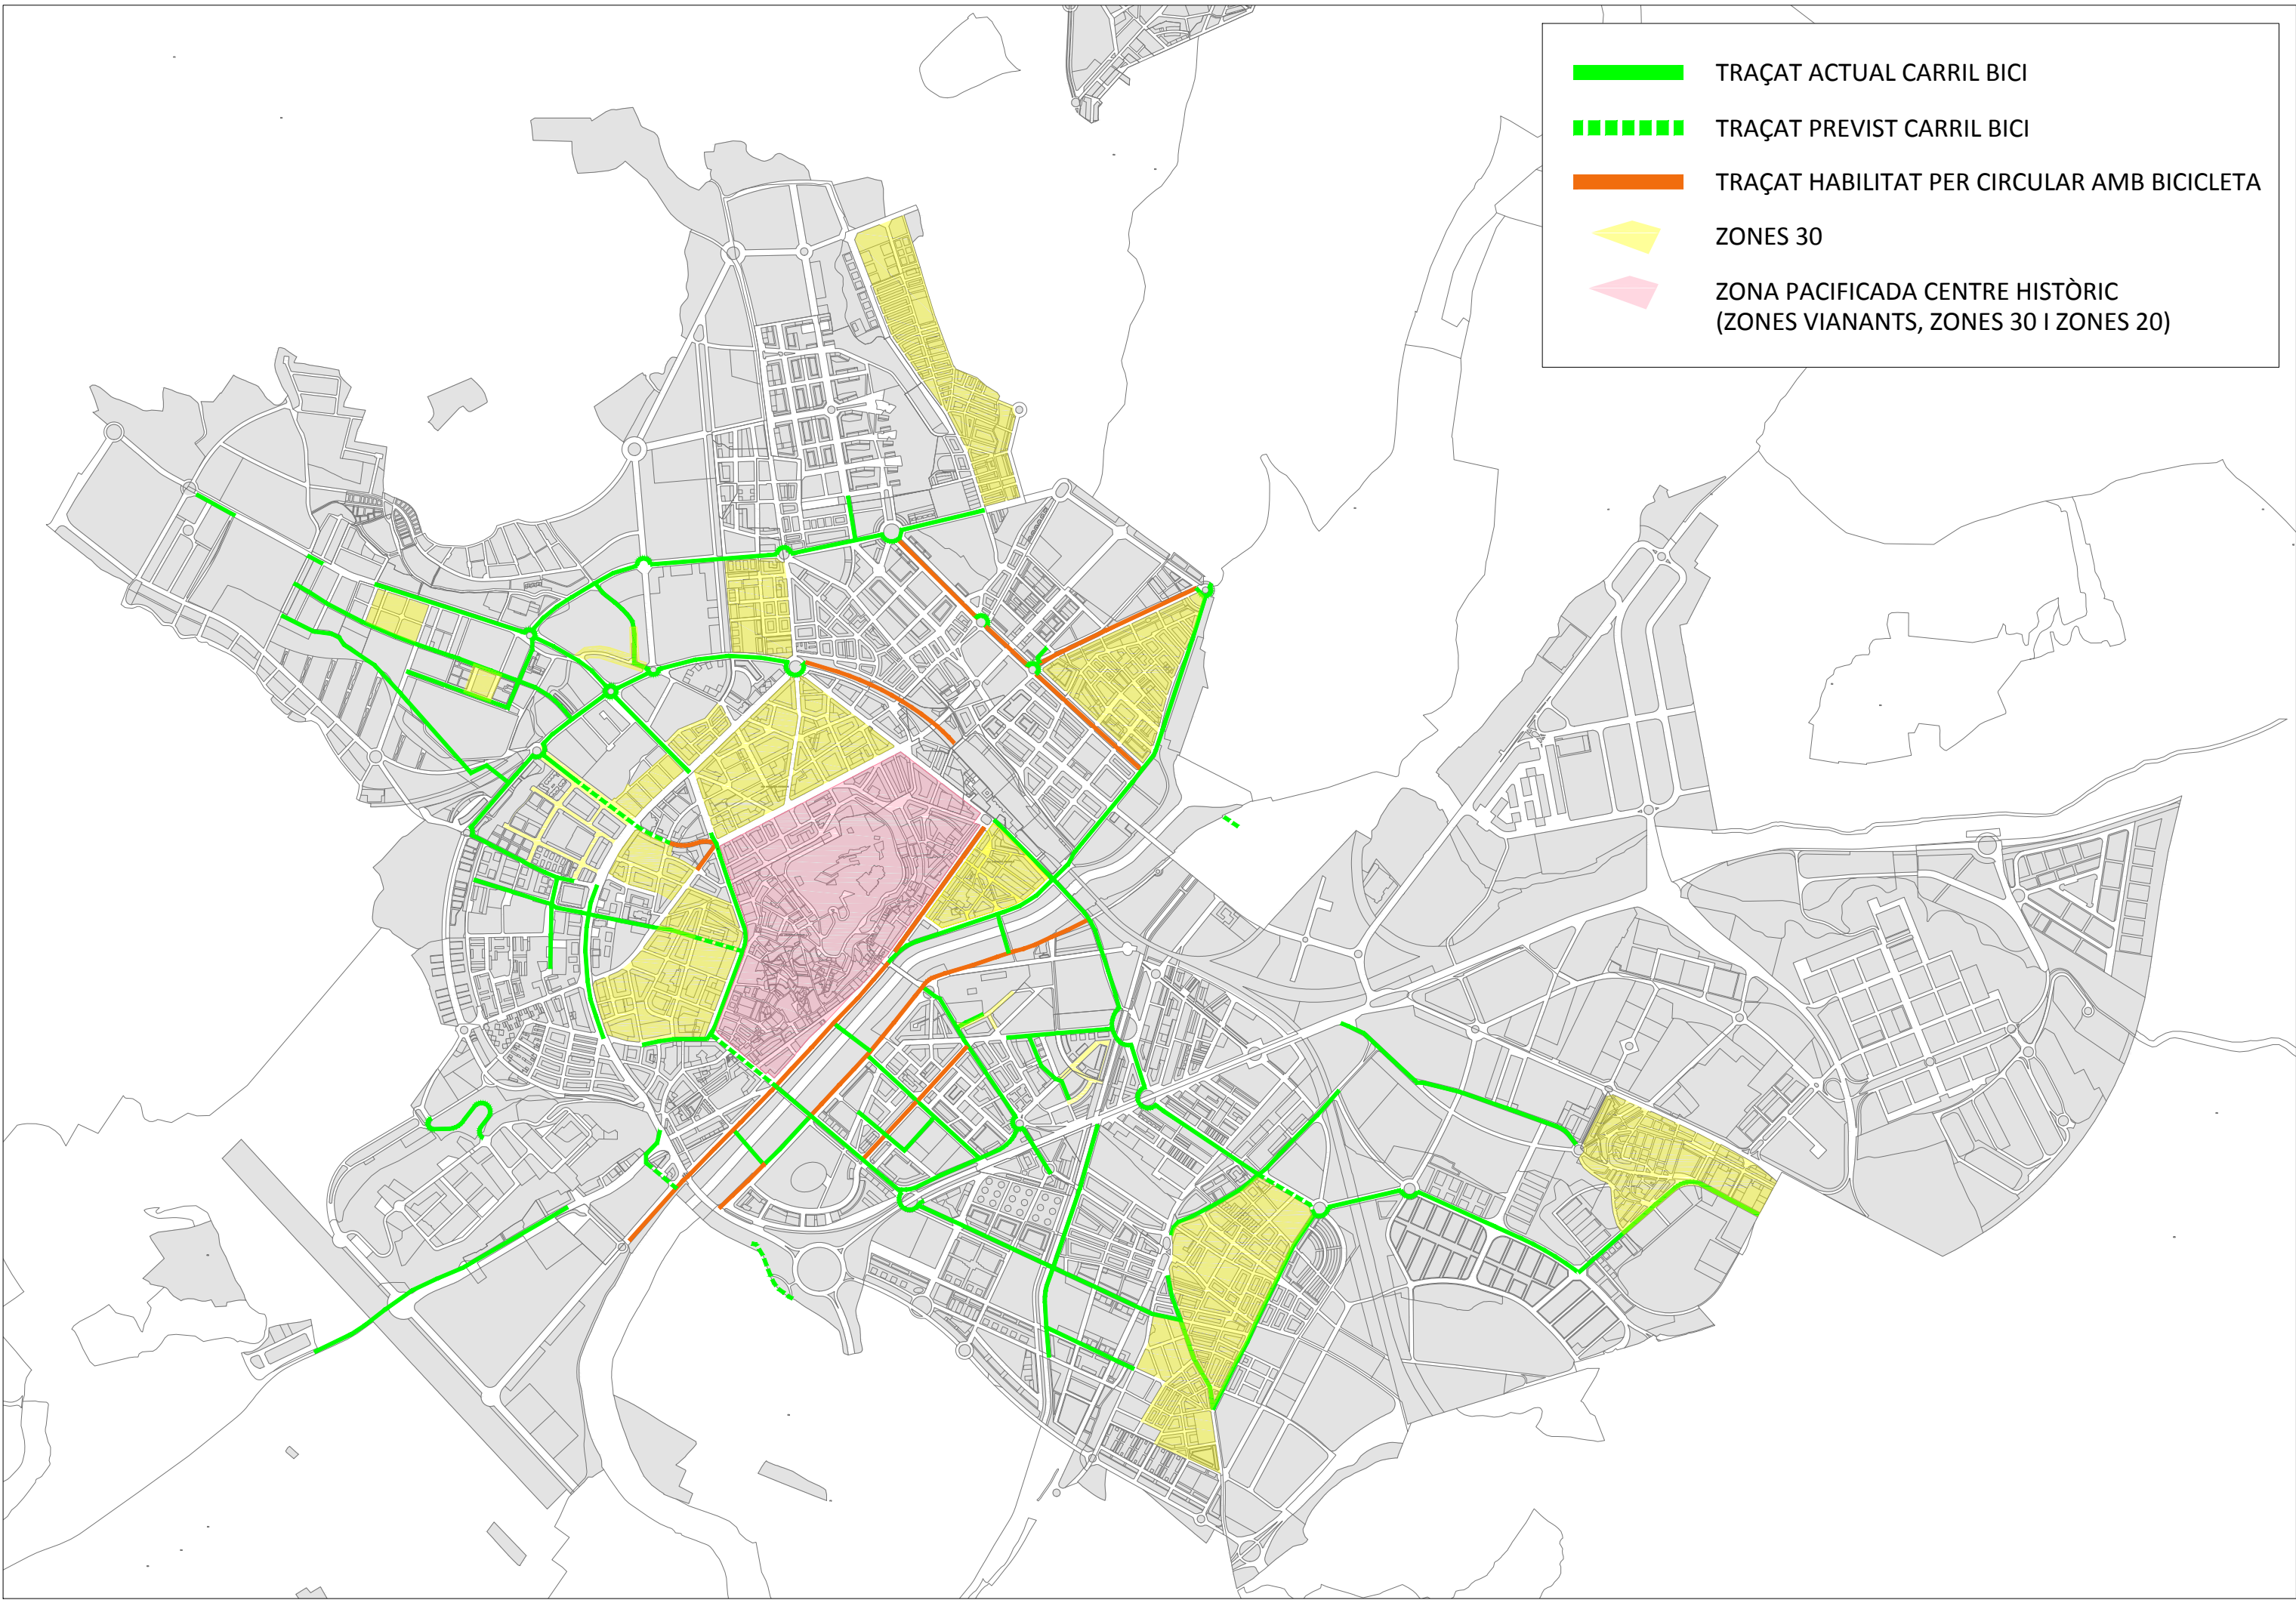 TRAÇAT ACTUAL CARRIL BICI
TRAÇAT PREVIST CARRIL BICI
TRAÇAT HABILITAT PER CIRCULAR AMB BICICLETA
ZONES 30
ZONA PACIFICADA CENTRE HISTÒRIC
(ZONES VIANANTS, ZONES 30 I ZONES 20)